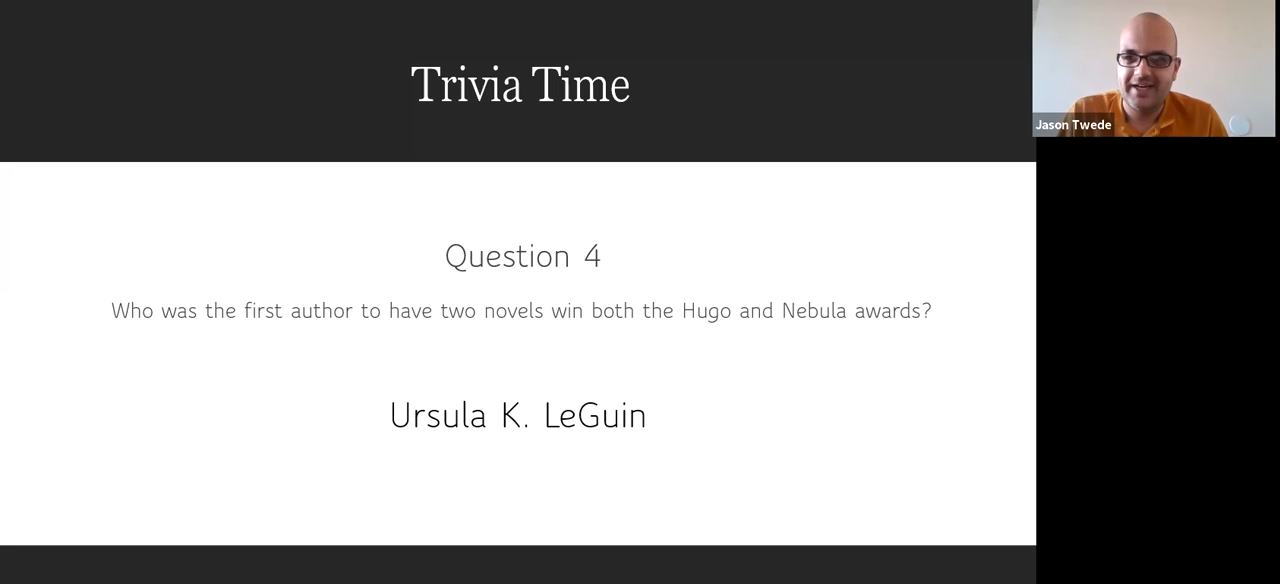 Trivia Time
Jason Twede
Question 4
Who was the first author to have two novels win both the Hugo and Nebula awards?
Ursula K. LeGuin